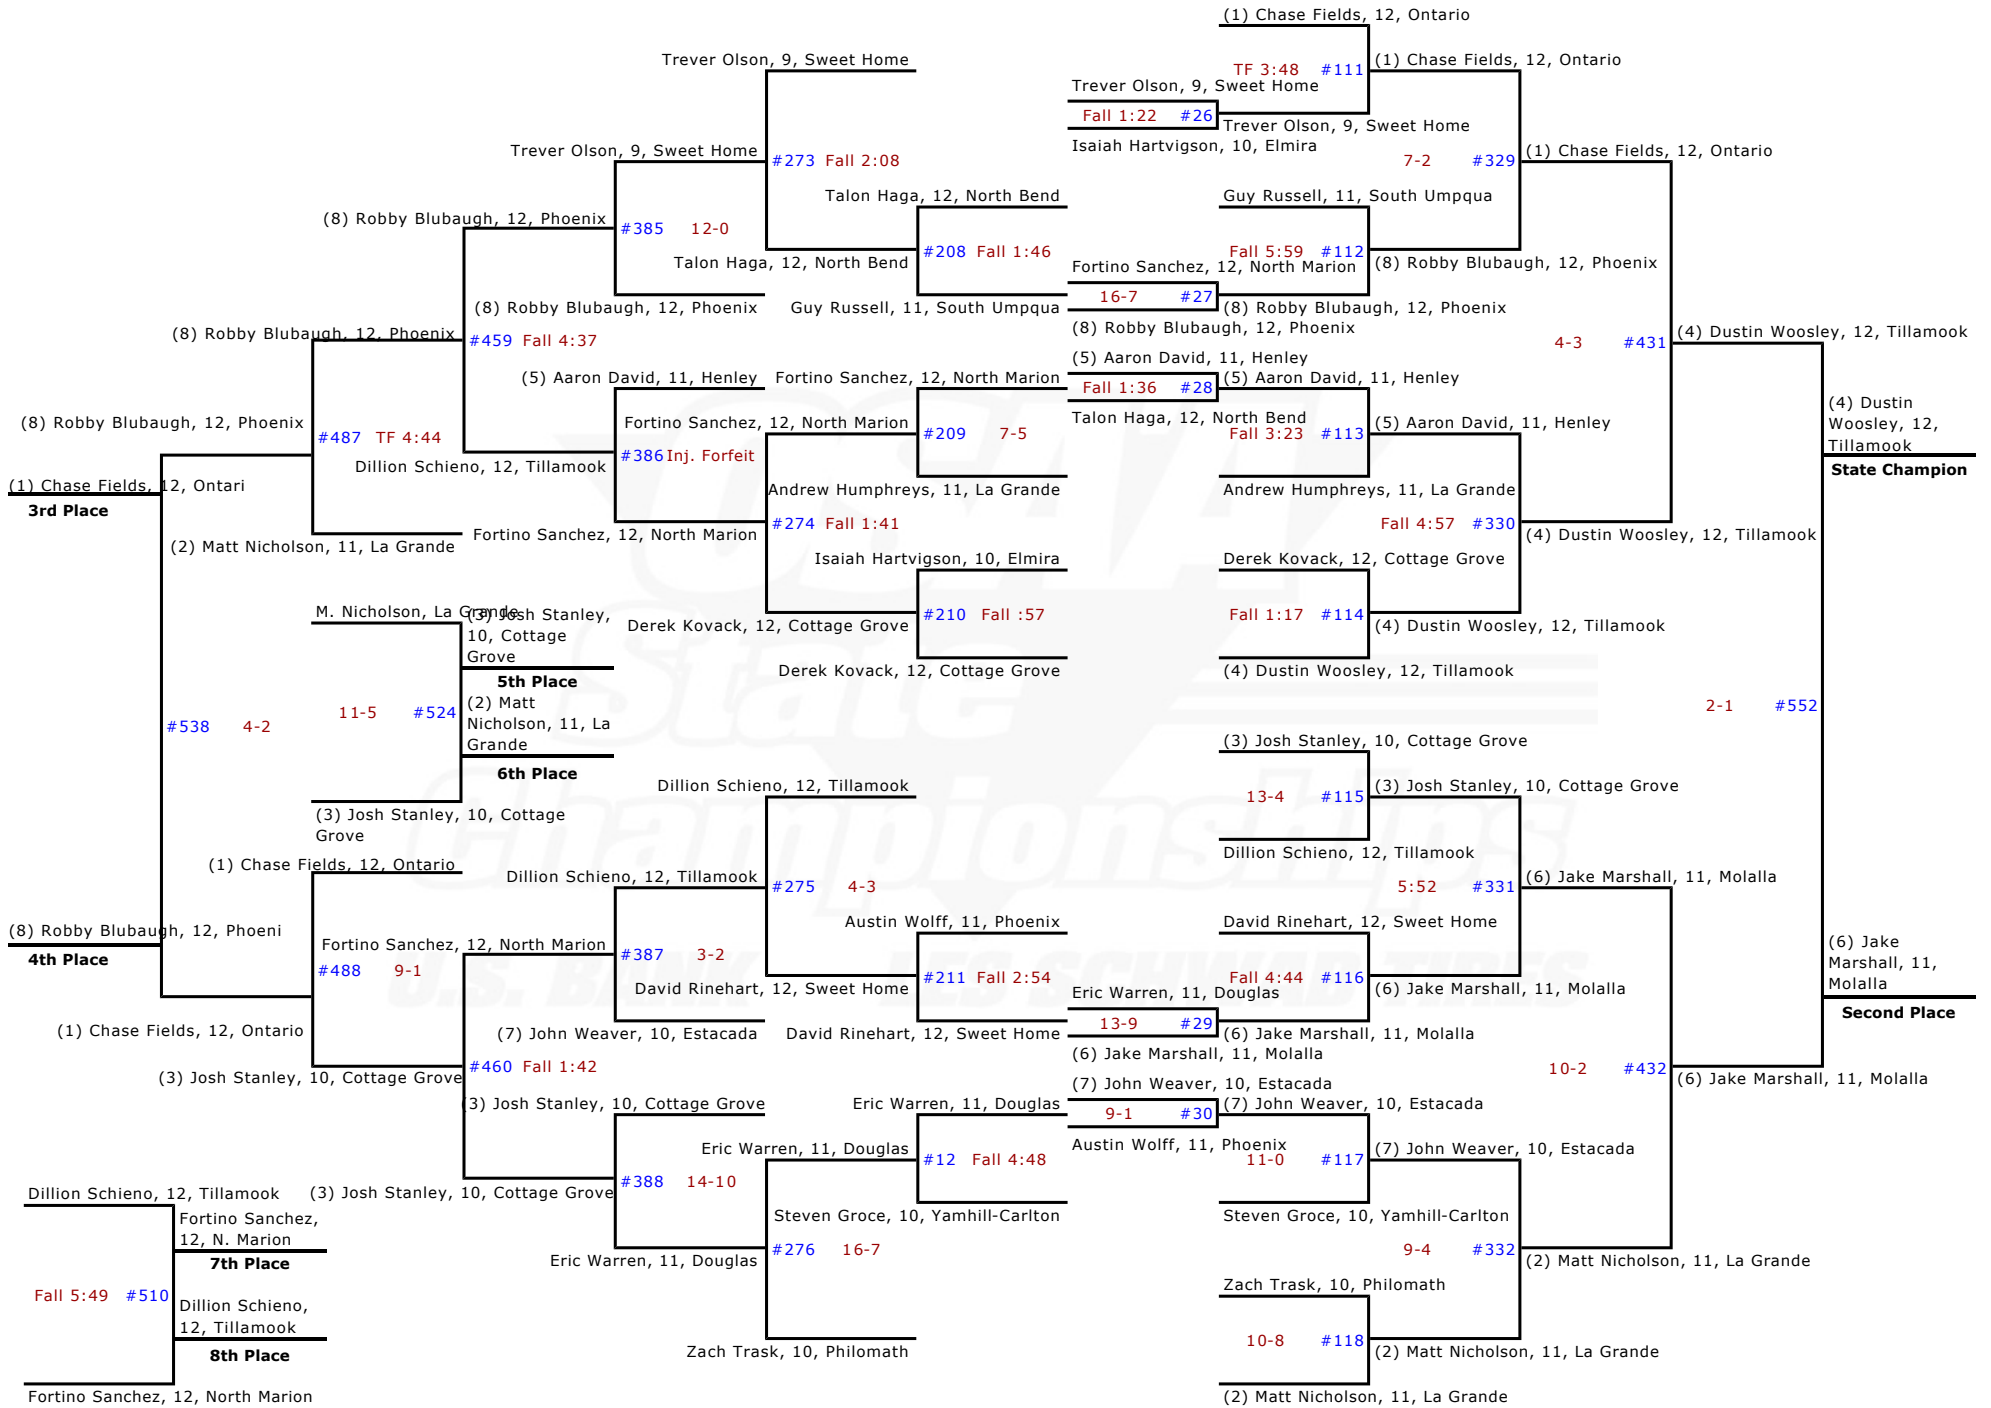 (1) Chase Fields, 12, Ontario
Trever Olson, 9, Sweet Home
TF 3:48 #111
(1) Chase Fields, 12, Ontario
Trever Olson, 9, Sweet Home
Fall 1:22 #26
Trever Olson, 9, Sweet Home
Isaiah Hartvigson, 10, Elmira
Trever Olson, 9, Sweet Home
#273 Fall 2:08
7-2 #329
(1) Chase Fields, 12, Ontario
Talon Haga, 12, North Bend
Guy Russell, 11, South Umpqua
(8) Robby Blubaugh, 12, Phoenix
#385 12-0
#208 Fall 1:46
Fall 5:59 #112
Talon Haga, 12, North Bend
Fortino Sanchez, 12, North Marion
(8) Robby Blubaugh, 12, Phoenix
16-7 #27
(8) Robby Blubaugh, 12, Phoenix
Guy Russell, 11, South Umpqua
(8) Robby Blubaugh, 12, Phoenix
(8) Robby Blubaugh, 12, Phoenix
(8) Robby Blubaugh, 12, Phoenix
#459 Fall 4:37
4-3 #431
(4) Dustin Woosley, 12, Tillamook
(5) Aaron David, 11, Henley
(5) Aaron David, 11, Henley
Fortino Sanchez, 12, North Marion
Fall 1:36 #28
(5) Aaron David, 11, Henley
(4) Dustin
Woosley, 12,
Tillamook
State Champion
Talon Haga, 12, North Bend
(8) Robby Blubaugh, 12, Phoenix
Fortino Sanchez, 12, North Marion
(5) Aaron David, 11, Henley
#487 TF 4:44
#209 7-5
Fall 3:23 #113
#386 Inj. Forfeit
Dillion Schieno, 12, Tillamook
(1) Chase Fields, 12, Ontari
3rd Place
Andrew Humphreys, 11, La Grande
Andrew Humphreys, 11, La Grande
#274 Fall 1:41
Fall 4:57 #330
Fortino Sanchez, 12, North Marion
(4) Dustin Woosley, 12, Tillamook
(2) Matt Nicholson, 11, La Grande
Isaiah Hartvigson, 10, Elmira
Derek Kovack, 12, Cottage Grove
OSAA
State
Championships
U.S. BANK LES SCHWAB TIRES
M. Nicholson, La Grande
(3) Josh Stanley,
10, Cottage
Grove
5th Place
#210 Fall :57
Fall 1:17 #114
Derek Kovack, 12, Cottage Grove
(4) Dustin Woosley, 12, Tillamook
Derek Kovack, 12, Cottage Grove
(4) Dustin Woosley, 12, Tillamook
11-5 #524
(2) Matt
Nicholson, 11, La
Grande
6th Place
2-1 #552
#538 4-2
(3) Josh Stanley, 10, Cottage Grove
Dillion Schieno, 12, Tillamook
13-4 #115
(3) Josh Stanley, 10, Cottage Grove
(3) Josh Stanley, 10, Cottage
Grove
Dillion Schieno, 12, Tillamook
(1) Chase Fields, 12, Ontario
Dillion Schieno, 12, Tillamook
#275 4-3
5:52 #331
(6) Jake Marshall, 11, Molalla
Austin Wolff, 11, Phoenix
David Rinehart, 12, Sweet Home
(8) Robby Blubaugh, 12, Phoeni
4th Place
Fortino Sanchez, 12, North Marion
#387 3-2
#488 9-1
(6) Jake
Marshall, 11,
Molalla
Second Place
#211 Fall 2:54
Fall 4:44 #116
David Rinehart, 12, Sweet Home
Eric Warren, 11, Douglas
(6) Jake Marshall, 11, Molalla
13-9 #29
(1) Chase Fields, 12, Ontario
(7) John Weaver, 10, Estacada
David Rinehart, 12, Sweet Home
(6) Jake Marshall, 11, Molalla
(6) Jake Marshall, 11, Molalla
#460 Fall 1:42
10-2 #432
(3) Josh Stanley, 10, Cottage Grove
(6) Jake Marshall, 11, Molalla
(7) John Weaver, 10, Estacada
(3) Josh Stanley, 10, Cottage Grove
Eric Warren, 11, Douglas
9-1 #30
(7) John Weaver, 10, Estacada
Austin Wolff, 11, Phoenix
Eric Warren, 11, Douglas
#12 Fall 4:48
11-0 #117
(7) John Weaver, 10, Estacada
#388 14-10
(3) Josh Stanley, 10, Cottage Grove
Dillion Schieno, 12, Tillamook
Fortino Sanchez,
12, N. Marion
7th Place
Steven Groce, 10, Yamhill-Carlton
Steven Groce, 10, Yamhill-Carlton
#276 16-7
9-4 #332
Eric Warren, 11, Douglas
(2) Matt Nicholson, 11, La Grande
Zach Trask, 10, Philomath
Fall 5:49 #510
Dillion Schieno,
12, Tillamook
8th Place
10-8 #118
Zach Trask, 10, Philomath
(2) Matt Nicholson, 11, La Grande
Fortino Sanchez, 12, North Marion
(2) Matt Nicholson, 11, La Grande